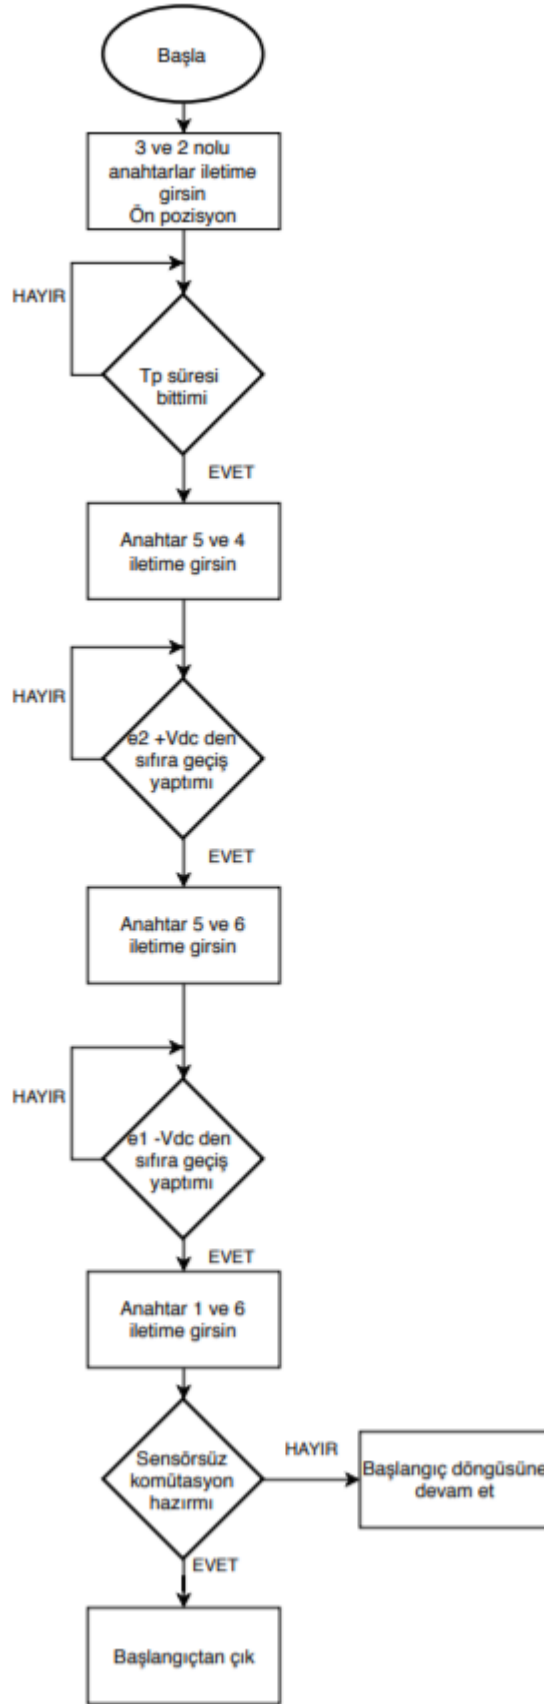 Başla
3 ve 2 nolu
anahtarlar iletime
girsin
Ön pozisyon
HAYIR
Tp süresi
bittimi
EVET
Anahtar 5 ve 4
iletime girsin
HAYIR
e2 +Vdc den
sıfıra geçiş
yaptımı
EVET
Anahtar 5 ve 6
iletime girsin
HAYIR
e1 -Vdc den
sıfıra geçiş
yaptımı
EVET
Anahtar 1 ve 6
iletime girsin
Sensörsüz
komütasyon
hazırmı
HAYIR
Başlangıç döngüsüne
devam et
EVET
Başlangıçtan çık